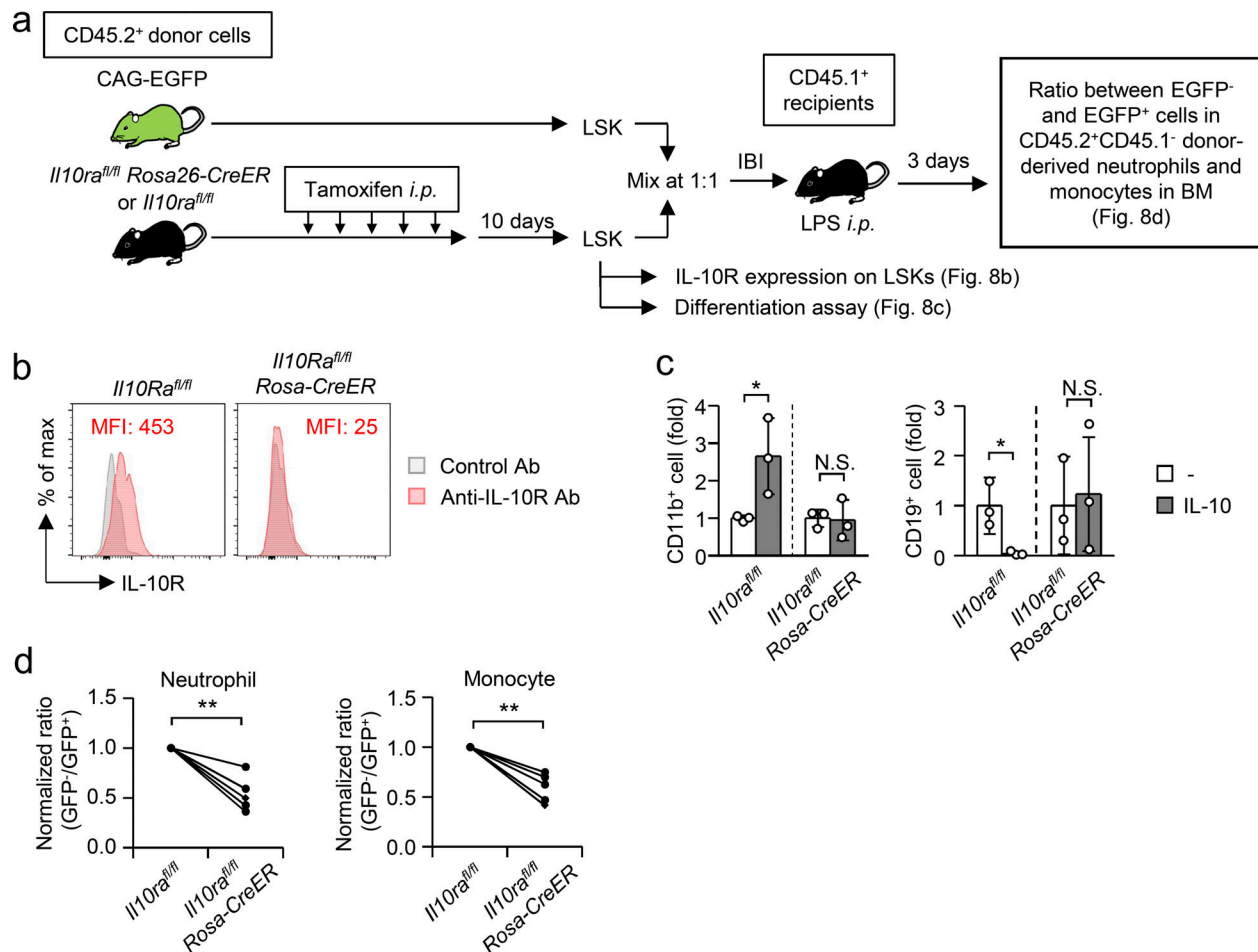 a
CD45.2⁺ donor cells
CAG-EGFP
Il10ra^fl/fl Rosa26-CreER
or Il10ra^fl/fl
Tamoxifen i.p.
10 days
LSK
LSK
Mix at 1:1
IBI
CD45.1⁺
recipients
LPS i.p.
3 days
Ratio between EGFP⁻
and EGFP⁺ cells in
CD45.2⁺CD45.1⁻ donor-
derived neutrophils and
monocytes in BM
(Fig. 8d)
IL-10R expression on LSKs (Fig. 8b)
Differentiation assay (Fig. 8c)
b
Il10Ra^fl/fl
Il10Ra^fl/fl
Rosa-CreER
MFI: 453
MFI: 25
% of max
IL-10R
Control Ab
Anti-IL-10R Ab
c
CD11b⁺ cell (fold)
6
4
2
1
0
*
N.S.
Il10ra^fl/fl
Il10ra^fl/fl
Rosa-CreER
CD19⁺ cell (fold)
4
3
2
1
0
*
N.S.
Il10ra^fl/fl
Il10ra^fl/fl
Rosa-CreER
-
IL-10
d
Neutrophil
Normalized ratio
(GFP⁻/GFP⁺)
1.5
1.0
0.5
0.0
**
Il10ra^fl/fl
Il10ra^fl/fl
Rosa-CreER
Monocyte
Normalized ratio
(GFP⁻/GFP⁺)
1.5
1.0
0.5
0.0
**
Il10ra^fl/fl
Il10ra^fl/fl
Rosa-CreER